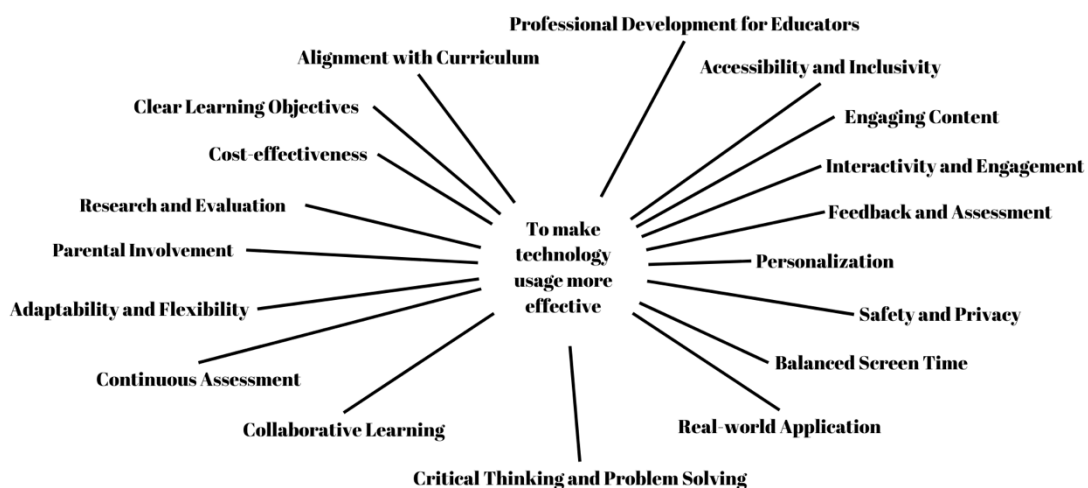 Professional Development for Educators
Alignment with Curriculum
Accessibility and Inclusivity
Clear Learning Objectives
Engaging Content
Cost-effectiveness
Interactivity and Engagement
Research and Evaluation
Feedback and Assessment
To make
technology
usage more
effective
Parental Involvement
Personalization
Adaptability and Flexibility
Safety and Privacy
Continuous Assessment
Balanced Screen Time
Collaborative Learning
Real-world Application
Critical Thinking and Problem Solving